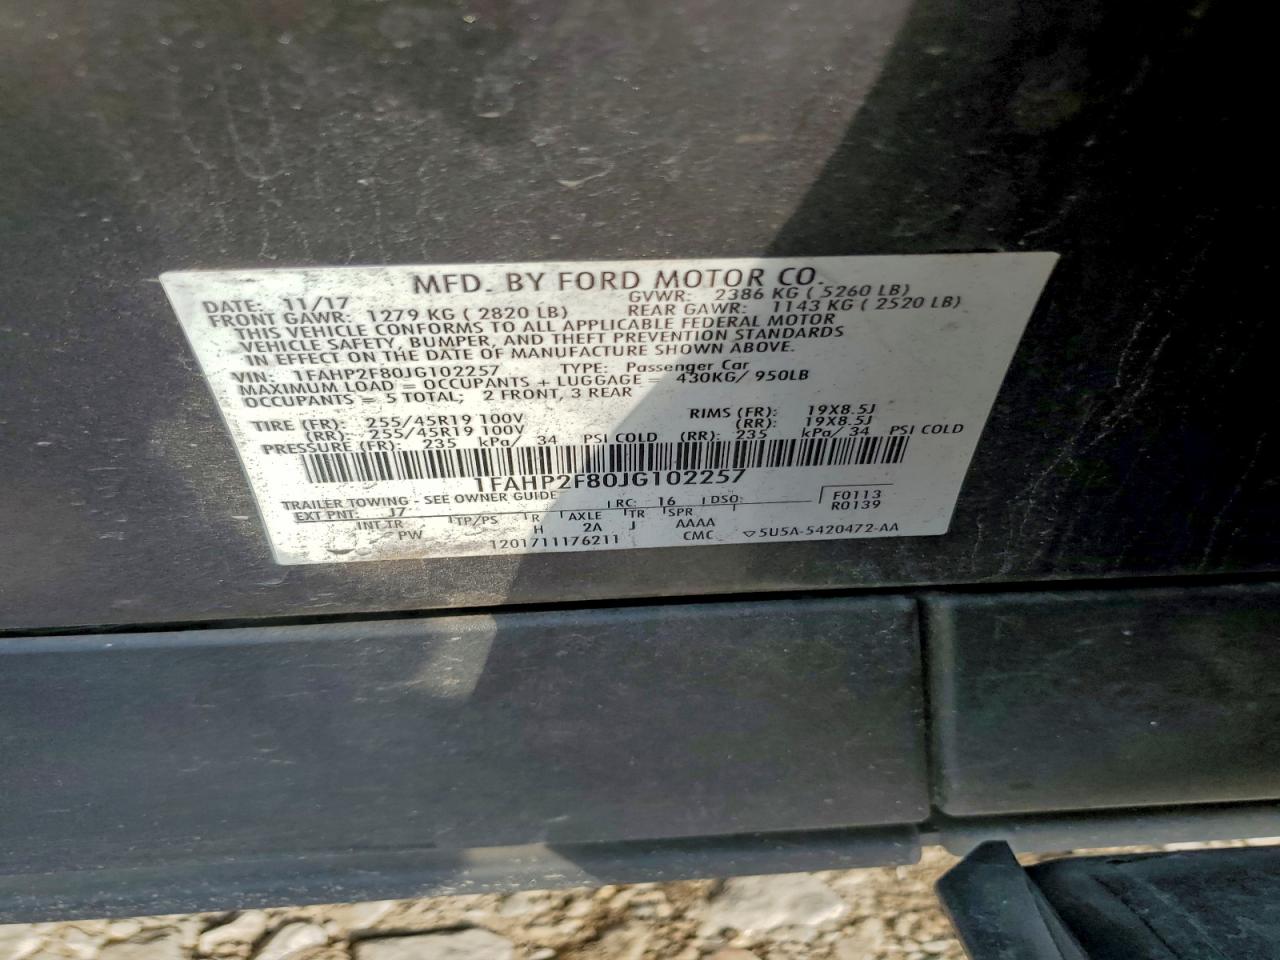 MFD. BY FORD MOTOR CO.
DATE: 11/17 GVWR: 2386 KG ( 5260 LB)
FRONT GAWR: 1279 KG ( 2820 LB) REAR GAWR: 1143 KG ( 2520 LB)
THIS VEHICLE CONFORMS TO ALL APPLICABLE FEDERAL MOTOR
VEHICLE SAFETY, BUMPER, AND THEFT PREVENTION STANDARDS
IN EFFECT ON THE DATE OF MANUFACTURE SHOWN ABOVE.
VIN: 1FAHP2F80JG102257 TYPE: Passenger Car
MAXIMUM LOAD = OCCUPANTS + LUGGAGE = 430KG/ 950LB
OCCUPANTS = 5 TOTAL; 2 FRONT, 3 REAR
TIRE (FR): 255/45R19 100V RIMS (FR): 19X8.5J
(RR): 255/45R19 100V (RR): 19X8.5J
PRESSURE (FR): 235 kPa/ 34 PSI COLD (RR): 235 kPa/ 34 PSI COLD
1FAHP2F80JG102257
TRAILER TOWING - SEE OWNER GUIDE F0113
EXT PNT: J7 RC: 16 DSO: R0139
INT TR TP/PS R AXLE TR SPR
PW H 2A J AAAA
1201711176211 CMC ▽5U5A-5420472-AA